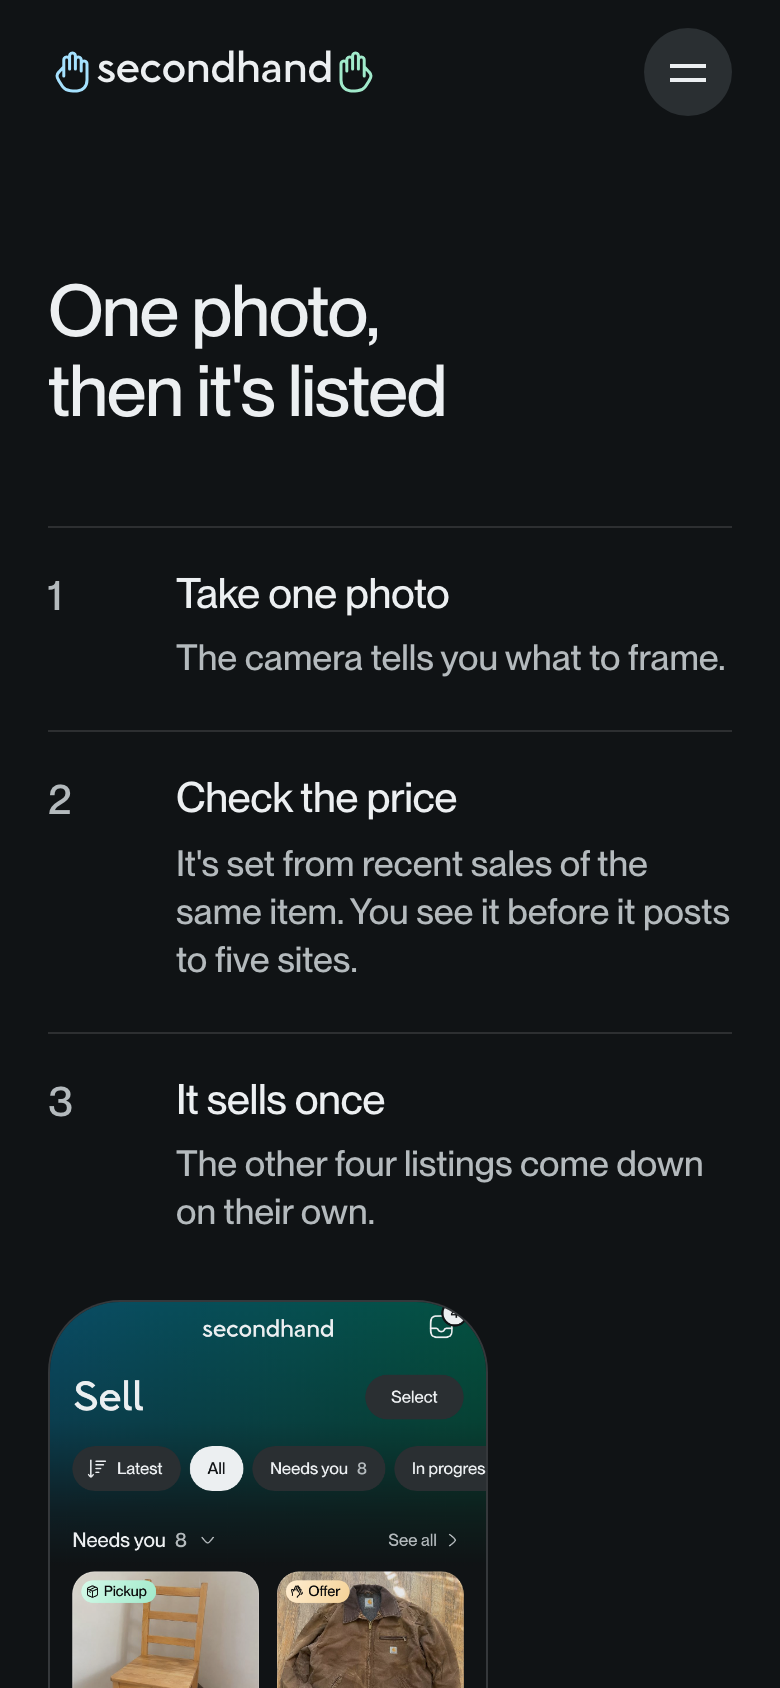 secondhand
One photo,
then it's listed
1
Take one photo
The camera tells you what to frame.
2
Check the price
It's set from recent sales of the
same item. You see it before it posts
to five sites.
3
It sells once
The other four listings come down
on their own.
secondhand
Sell
Select
Latest
All
Needs you 8
In progres
Needs you 8
See all
Pickup
Offer